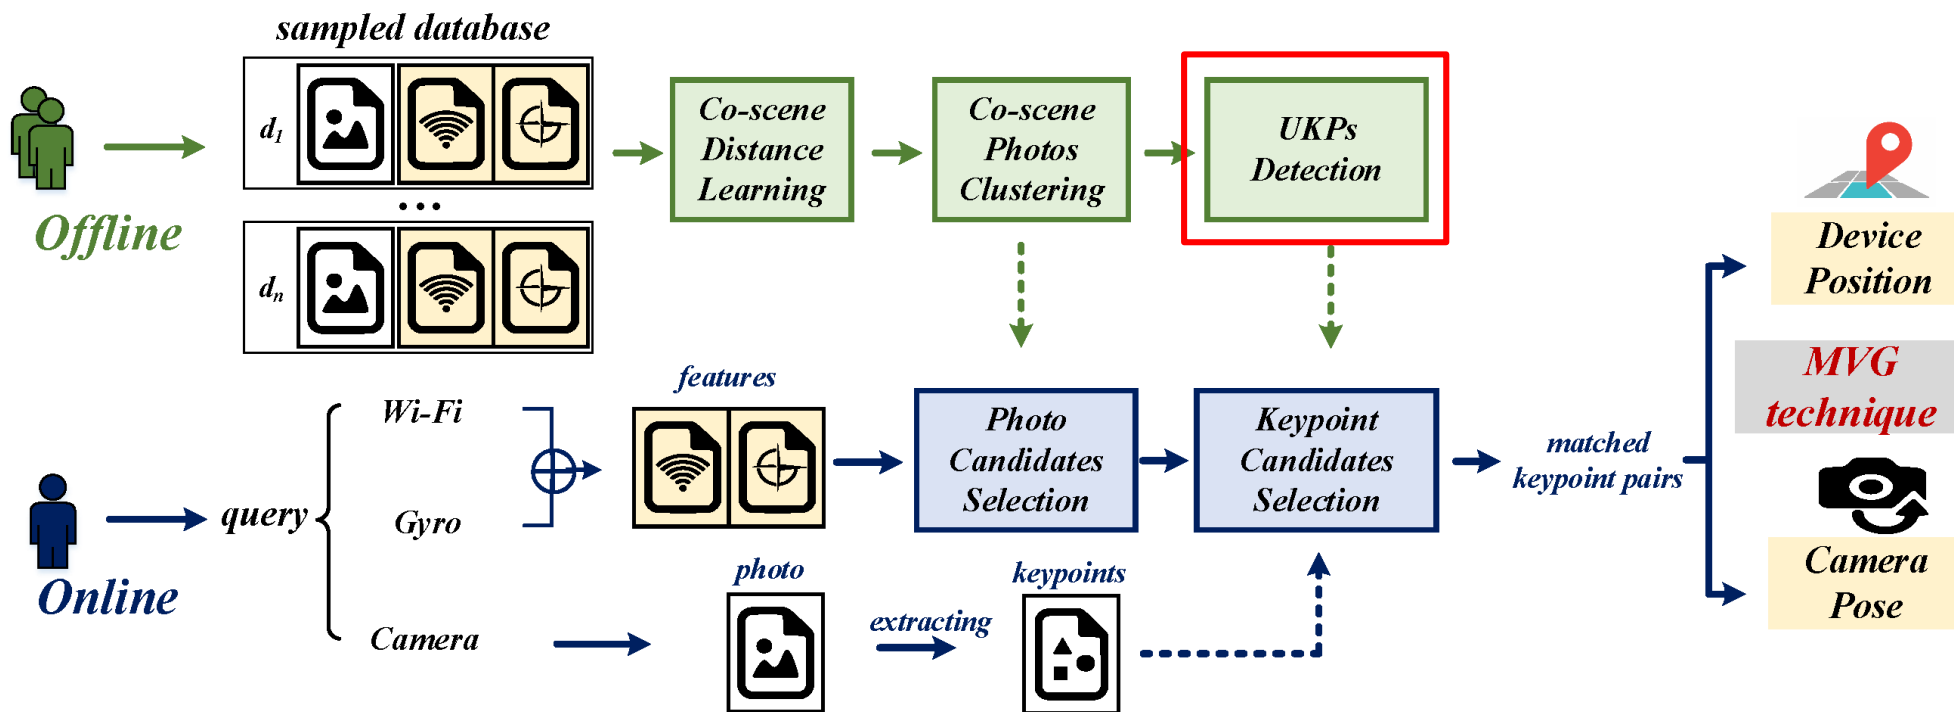 sampled database
d1
...
dn
Offline
Co-scene
Distance
Learning
Co-scene
Photos
Clustering
UKPs
Detection
Online
query
Wi-Fi
Gyro
Camera
features
photo
extracting
keypoints
Photo
Candidates
Selection
Keypoint
Candidates
Selection
matched
keypoint pairs
Device
Position
MVG
technique
Camera
Pose